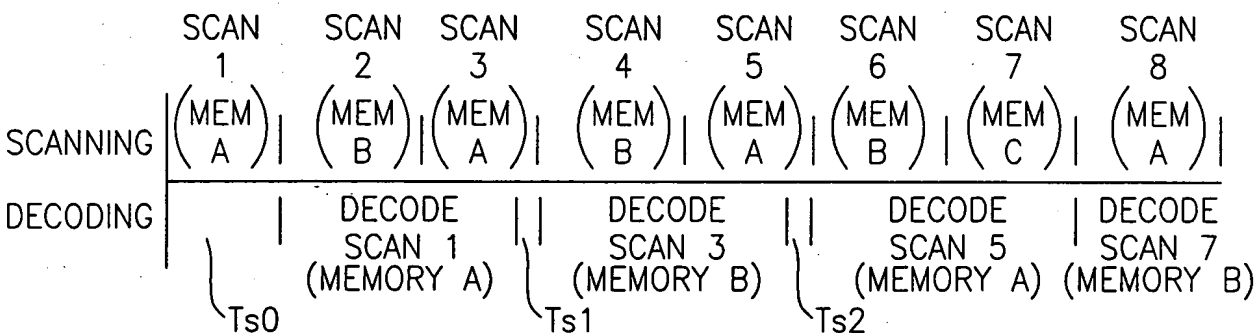 SCAN SCAN SCAN SCAN SCAN SCAN SCAN SCAN
1 2 3 4 5 6 7 8
(MEM A) (MEM B) (MEM A) (MEM B) (MEM A) (MEM B) (MEM C) (MEM A)
SCANNING
DECODING
DECODE SCAN 1 (MEMORY A)
DECODE SCAN 3 (MEMORY B)
DECODE SCAN 5 (MEMORY A)
DECODE SCAN 7 (MEMORY B)
Ts0 Ts1 Ts2